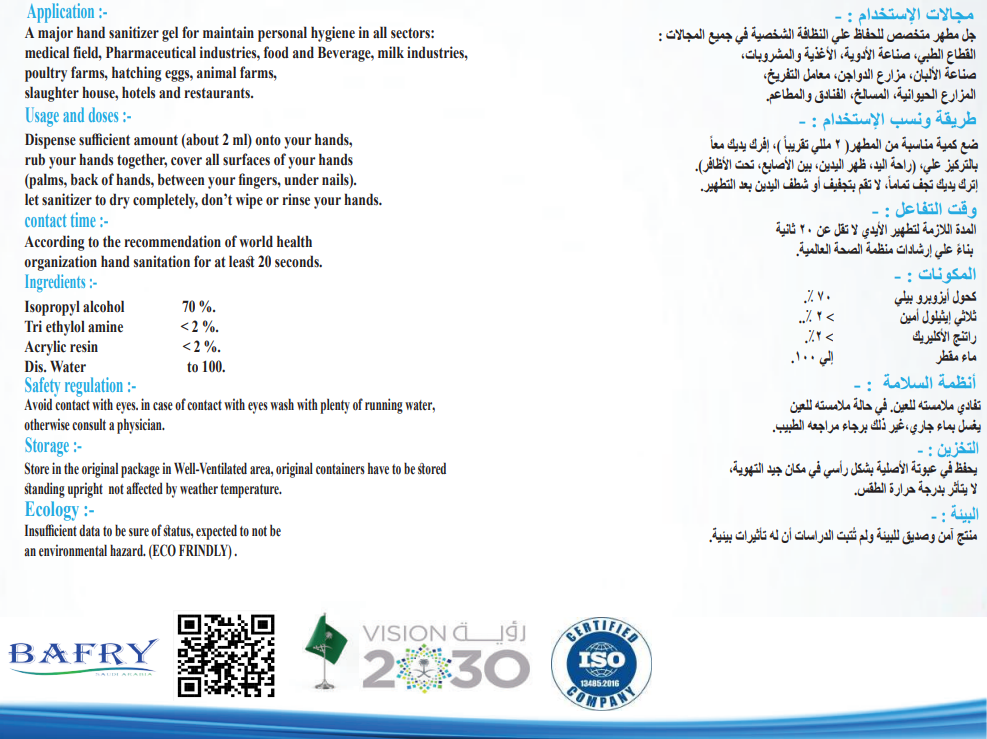 Application :-
A major hand sanitizer gel for maintain personal hygiene in all sectors:
medical field, Pharmaceutical industries, food and Beverage, milk industries,
poultry farms, hatching eggs, animal farms,
slaughter house, hotels and restaurants.
Usage and doses :-
Dispense sufficient amount (about 2 ml) onto your hands,
rub your hands together, cover all surfaces of your hands
(palms, back of hands, between your fingers, under nails).
let sanitizer to dry completely, don’t wipe or rinse your hands.
contact time :-
According to the recommendation of world health
organization hand sanitation for at least 20 seconds.
Ingredients :-
Isopropyl alcohol 70 %.
Tri ethylol amine < 2 %.
Acrylic resin < 2 %.
Dis. Water to 100.
Safety regulation :-
Avoid contact with eyes. in case of contact with eyes wash with plenty of running water,
otherwise consult a physician.
Storage :-
Store in the original package in Well-Ventilated area, original containers have to be stored
standing upright not affected by weather temperature.
Ecology :-
Insufficient data to be sure of status, expected to not be
an environmental hazard. (ECO FRINDLY) .
مجالات الإستخدام : -
جل مطهر متخصص للحفاظ علي النظافة الشخصية في جميع المجالات :
القطاع الطبي، صناعة الأدوية، الأغذية والمشروبات،
صناعة الألبان، مزارع الدواجن، معامل التفريخ،
المزارع الحيوانية، المسالخ، الفنادق والمطاعم.
طريقة ونسب الإستخدام : -
ضع كمية مناسبة من المطهر( ٢ مللي تقريباً )، إفرك يديك معاً
بالتركيز علي، (راحة اليد، ظهر اليدين، بين الأصابع، تحت الأظافر).
إترك يديك تجف تماماً، لا تقم بتجفيف أو شطف اليدين بعد التطهير.
وقت التفاعل : -
المدة اللازمة لتطهير الأيدي لا تقل عن ٢٠ ثانية
بناءً علي إرشادات منظمة الصحة العالمية.
المكونات : -
كحول أيزوبرو بيلي ٧٠ ٪.
ثلاثي إيثيلول أمين > ٢ ٪..
راتنج الأكليريك > ٢٪.
ماء مقطر إلي ١٠٠.
أنظمة السلامة : -
تفادي ملامسته للعين. في حالة ملامسته للعين
يغسل بماء جاري،غير ذلك برجاء مراجعه الطبيب.
التخزين : -
يحفظ في عبوتة الأصلية بشكل رأسي في مكان جيد التهوية،
لا يتأثر بدرجة حرارة الطقس.
البيئة : -
منتج آمن وصديق للبيئة ولم تثبت الدراسات أن له تأثيرات بيئية.
BAFRY
SAUDI ARABIA
VISION رؤيـــة
2030
CERTIFIED
ISO
13485:2016
COMPANY